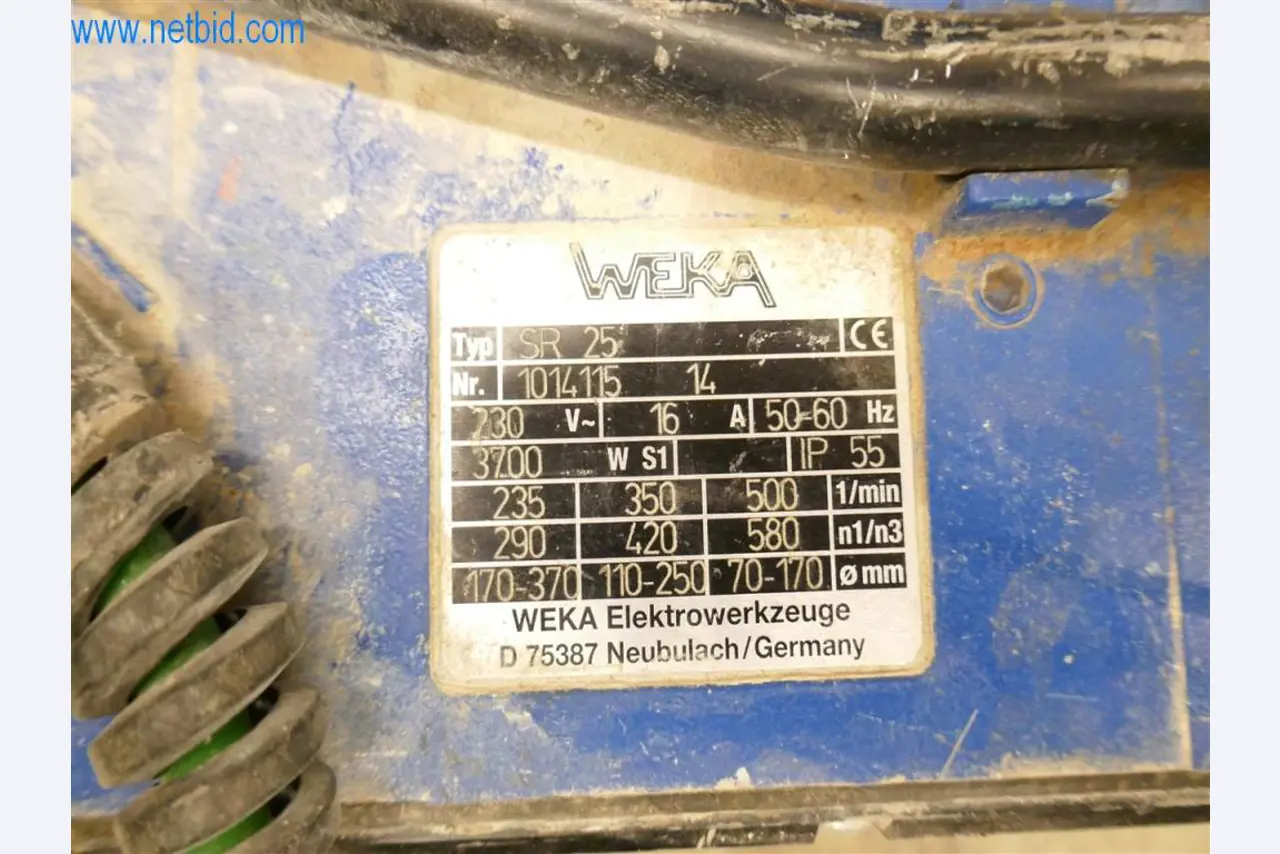 www.netbid.com
WEKA
Typ SR 25 CE
Nr. 1014115 14
230 V~ 16 A 50-60 Hz
3700 W S1 IP 55
235 350 500 1/min
290 420 580 n1/n3
170-370 110-250 70-170 ø mm
WEKA Elektrowerkzeuge
D 75387 Neubulach/Germany